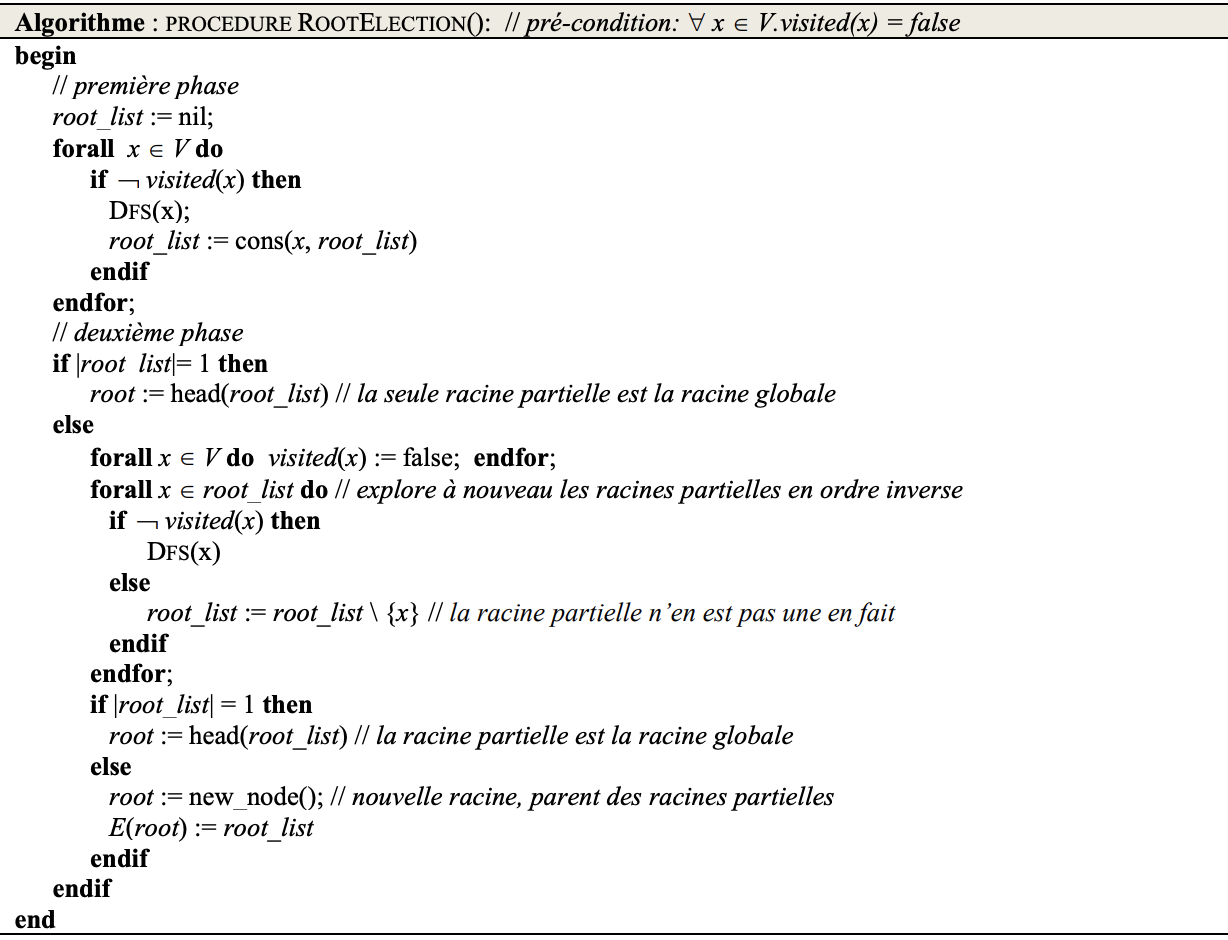 Algorithme : PROCEDURE ROOTELECTION(): // pré-condition: ∀ x ∈ V.visited(x) = false
begin
// première phase
root_list := nil;
forall x ∈ V do
if ¬ visited(x) then
DFS(x);
root_list := cons(x, root_list)
endif
endfor;
// deuxième phase
if |root list|= 1 then
root := head(root_list) // la seule racine partielle est la racine globale
else
forall x ∈ V do visited(x) := false; endfor;
forall x ∈ root_list do // explore à nouveau les racines partielles en ordre inverse
if ¬ visited(x) then
DFS(x)
else
root_list := root_list \ {x} // la racine partielle n’en est pas une en fait
endif
endfor;
if |root_list| = 1 then
root := head(root_list) // la racine partielle est la racine globale
else
root := new_node(); // nouvelle racine, parent des racines partielles
E(root) := root_list
endif
endif
end